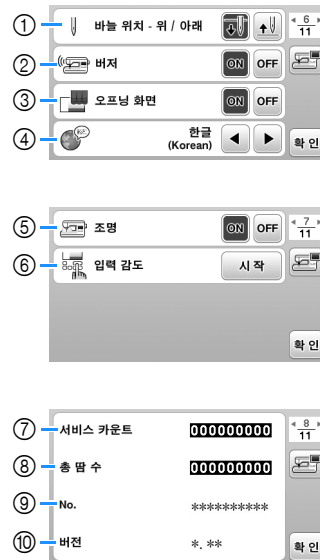 ① 바늘 위치 - 위 / 아래 6
11
② 버저 ON OFF
③ 오프닝 화면 ON OFF
④ 한글
(Korean) 확인
⑤ 조명 ON OFF 7
11
⑥ 입력 감도 시작
확인
⑦ 서비스 카운트 000000000 8
11
⑧ 총 땀 수 000000000
⑨ No. **********
⑩ 버전 *. ** 확인